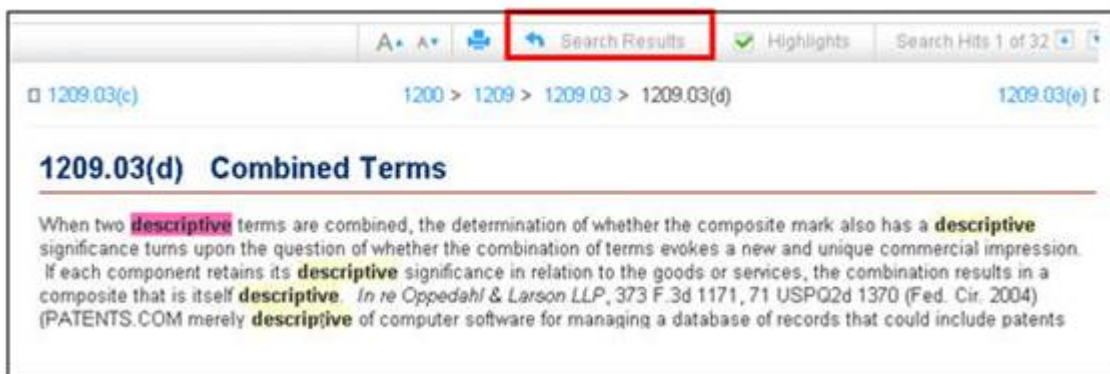 A A Search Results Highlights Search Hits 1 of 32
1209.03(c) 1200 > 1209 > 1209.03 > 1209.03(d) 1209.03(e)
1209.03(d) Combined Terms
When two descriptive terms are combined, the determination of whether the composite mark also has a descriptive
significance turns upon the question of whether the combination of terms evokes a new and unique commercial impression.
If each component retains its descriptive significance in relation to the goods or services, the combination results in a
composite that is itself descriptive. In re Oppedahl & Larson LLP, 373 F.3d 1171, 71 USPQ2d 1370 (Fed. Cir. 2004)
(PATENTS.COM merely descriptive of computer software for managing a database of records that could include patents